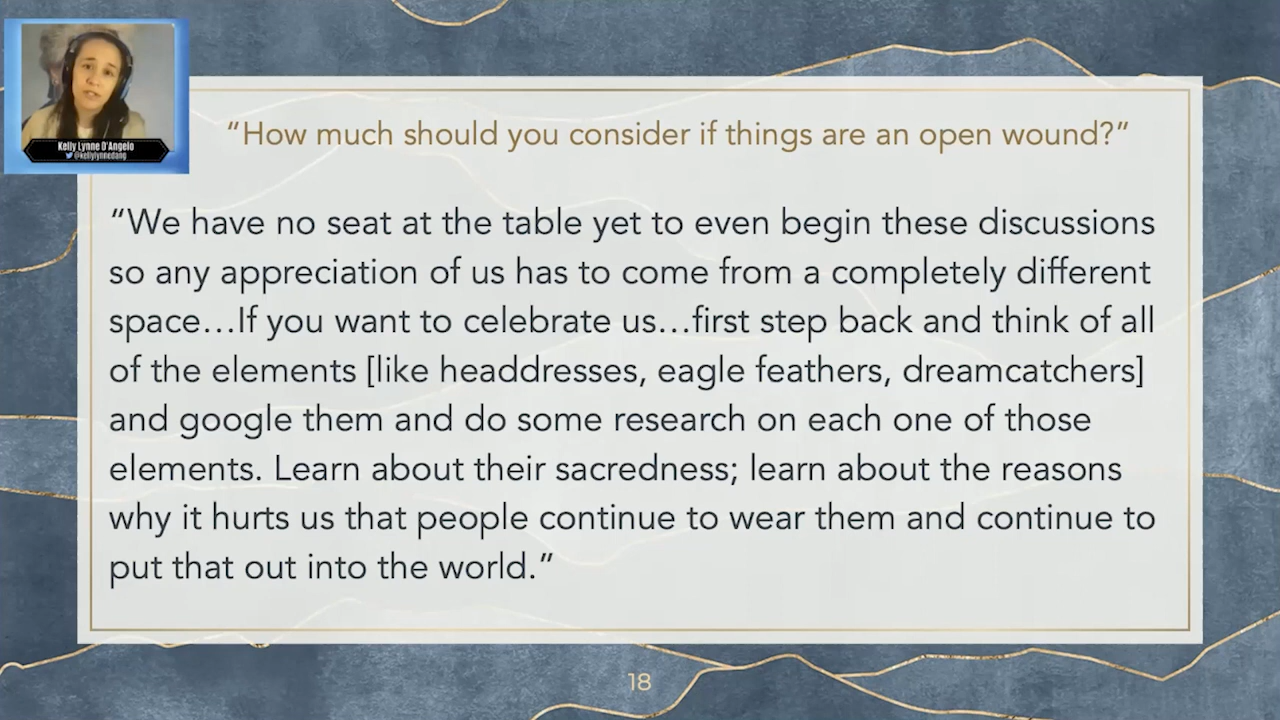 Kelly Lynne D'Angelo
@kellylynnedang
“How much should you consider if things are an open wound?”
“We have no seat at the table yet to even begin these discussions
so any appreciation of us has to come from a completely different
space…If you want to celebrate us…first step back and think of all
of the elements [like headdresses, eagle feathers, dreamcatchers]
and google them and do some research on each one of those
elements. Learn about their sacredness; learn about the reasons
why it hurts us that people continue to wear them and continue to
put that out into the world.”
18